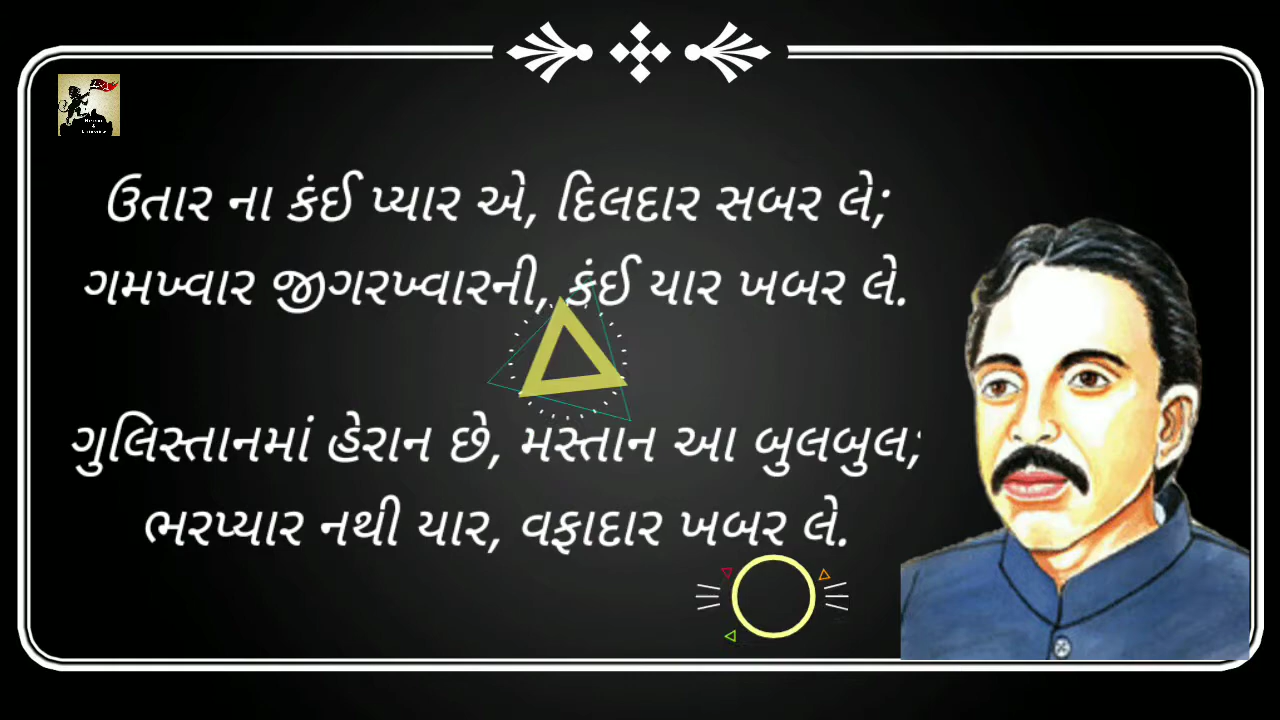 ઉતાર ના કંઈ પ્યાર એ, દિલદાર સબર લે;
ગમખ્વાર જીગરખ્વારની, કંઈ યાર ખબર લે.
ગુલિસ્તાનમાં હેરાન છે, મસ્તાન આ બુલબુલ;
ભરપ્યાર નથી યાર, વફાદાર ખબર લે.